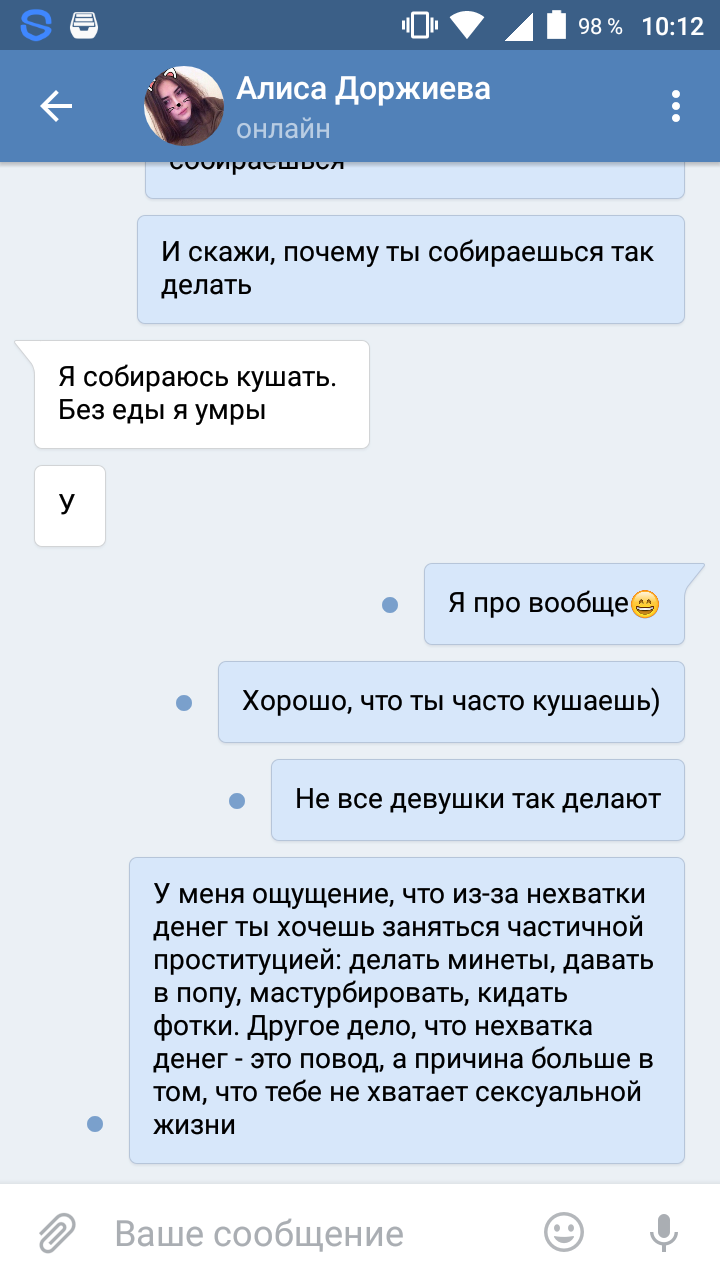 98 % 10:12
Алиса Доржиева
онлайн
собираешься
И скажи, почему ты собираешься так
делать
Я собираюсь кушать.
Без еды я умры
У
Я про вообще😄
Хорошо, что ты часто кушаешь)
Не все девушки так делают
У меня ощущение, что из-за нехватки
денег ты хочешь заняться частичной
проституцией: делать минеты, давать
в попу, мастурбировать, кидать
фотки. Другое дело, что нехватка
денег - это повод, а причина больше в
том, что тебе не хватает сексуальной
жизни
Ваше сообщение